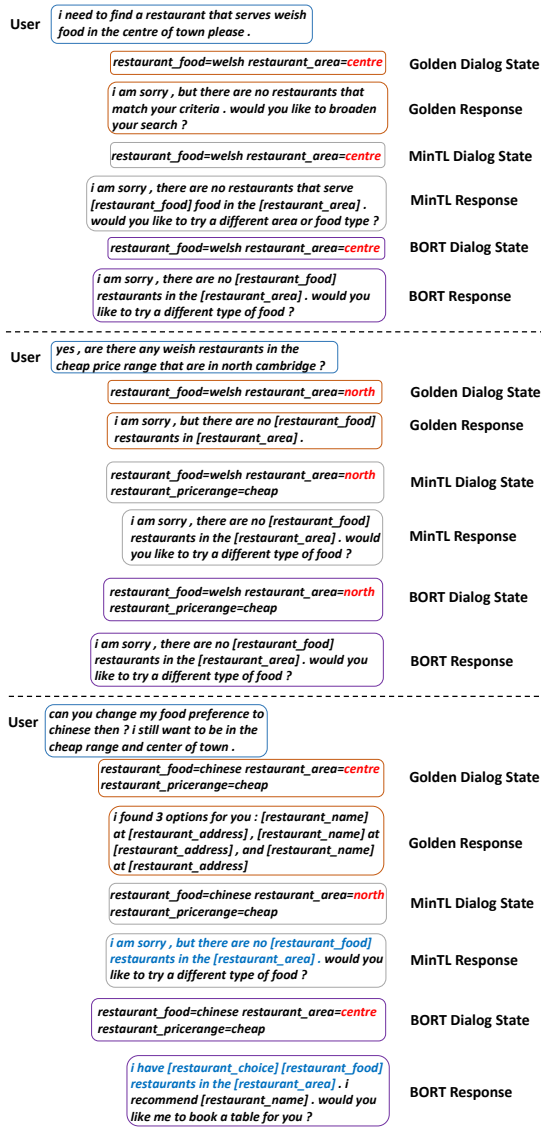 User
i need to find a restaurant that serves weish
food in the centre of town please .
restaurant_food=welsh restaurant_area=centre
Golden Dialog State
i am sorry , but there are no restaurants that
match your criteria . would you like to broaden
your search ?
Golden Response
restaurant_food=welsh restaurant_area=centre
MinTL Dialog State
i am sorry , there are no restaurants that serve
[restaurant_food] food in the [restaurant_area] .
would you like to try a different area or food type ?
MinTL Response
restaurant_food=welsh restaurant_area=centre
BORT Dialog State
i am sorry , there are no [restaurant_food]
restaurants in the [restaurant_area] . would you
like to try a different type of food ?
BORT Response
User
yes , are there any weish restaurants in the
cheap price range that are in north cambridge ?
restaurant_food=welsh restaurant_area=north
Golden Dialog State
i am sorry , but there are no [restaurant_food]
restaurants in [restaurant_area] .
Golden Response
restaurant_food=welsh restaurant_area=north
restaurant_pricerange=cheap
MinTL Dialog State
i am sorry , there are no [restaurant_food]
restaurants in the [restaurant_area] . would
you like to try a different type of food ?
MinTL Response
restaurant_food=welsh restaurant_area=north
restaurant_pricerange=cheap
BORT Dialog State
i am sorry , there are no [restaurant_food]
restaurants in the [restaurant_area] . would you
like to try a different type of food ?
BORT Response
User
can you change my food preference to
chinese then ? i still want to be in the
cheap range and center of town .
restaurant_food=chinese restaurant_area=centre
restaurant_pricerange=cheap
Golden Dialog State
i found 3 options for you : [restaurant_name]
at [restaurant_address] , [restaurant_name] at
[restaurant_address] , and [restaurant_name]
at [restaurant_address]
Golden Response
restaurant_food=chinese restaurant_area=north
restaurant_pricerange=cheap
MinTL Dialog State
i am sorry , but there are no [restaurant_food]
restaurants in the [restaurant_area] . would you
like to try a different type of food ?
MinTL Response
restaurant_food=chinese restaurant_area=centre
restaurant_pricerange=cheap
BORT Dialog State
i have [restaurant_choice] [restaurant_food]
restaurants in the [restaurant_area] . i
recommend [restaurant_name] . would you
like me to book a table for you ?
BORT Response